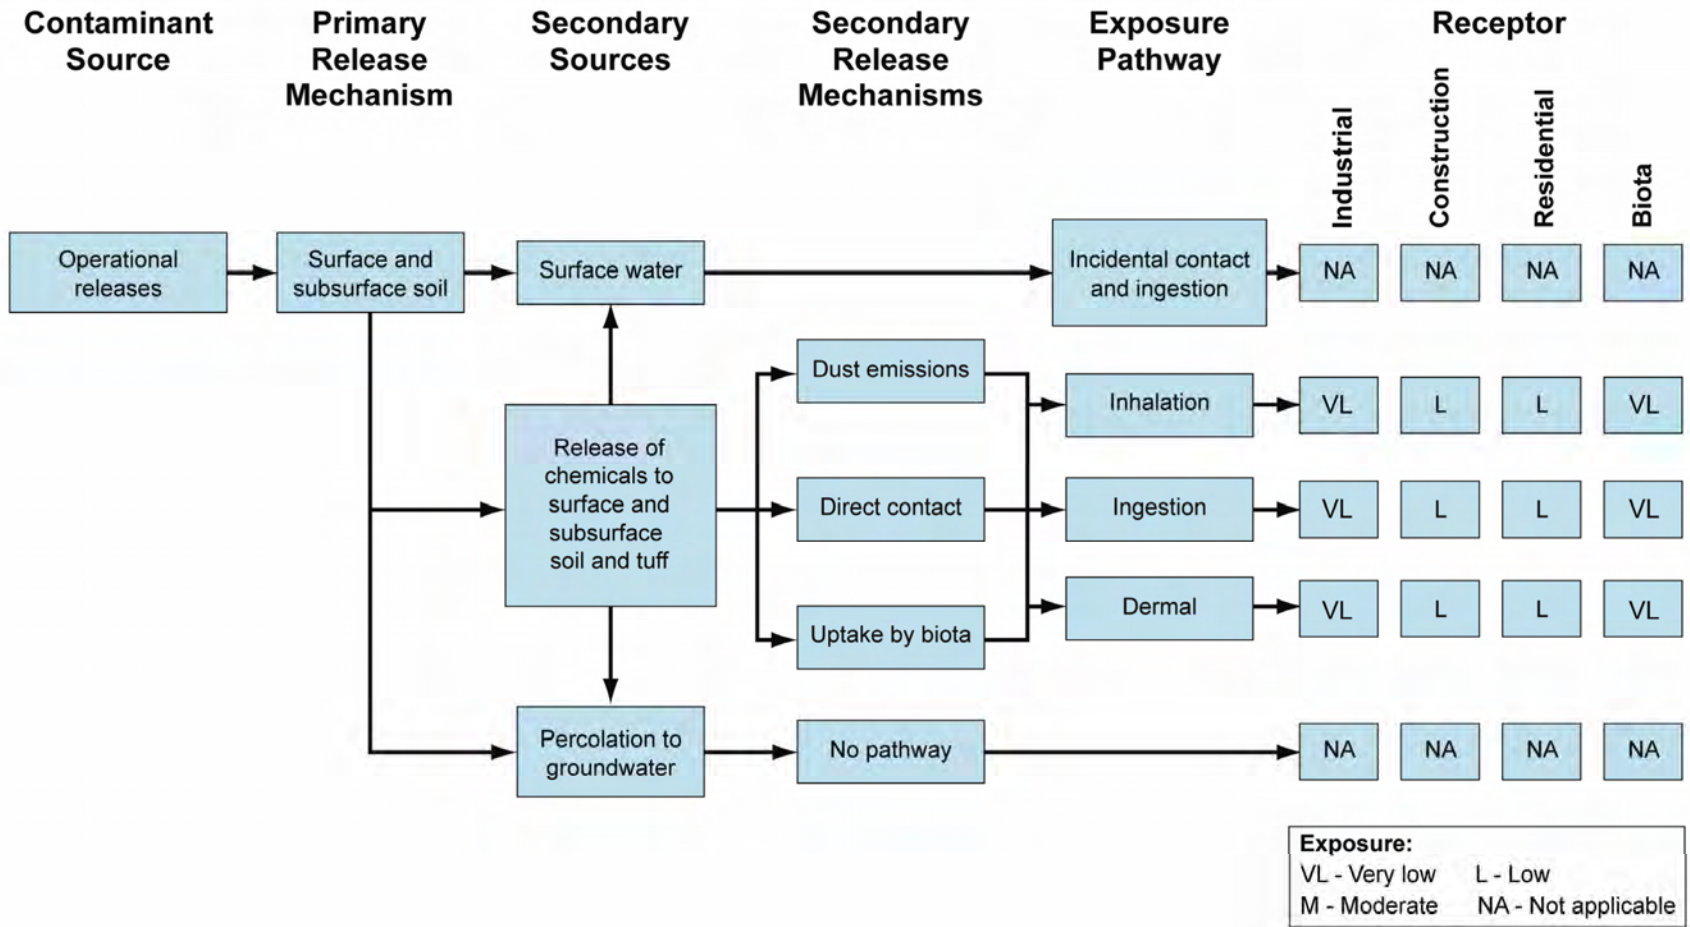 Contaminant
Source
Primary
Release
Mechanism
Secondary
Sources
Secondary
Release
Mechanisms
Exposure
Pathway
Receptor
Industrial
Construction
Residential
Biota
Operational
releases
Surface and
subsurface soil
Surface water
Incidental contact
and ingestion
NA
NA
NA
NA
Dust emissions
Inhalation
VL
L
L
VL
Release of
chemicals to
surface and
subsurface
soil and tuff
Direct contact
Ingestion
VL
L
L
VL
Uptake by biota
Dermal
VL
L
L
VL
Percolation to
groundwater
No pathway
NA
NA
NA
NA
Exposure:
VL - Very low L - Low
M - Moderate NA - Not applicable